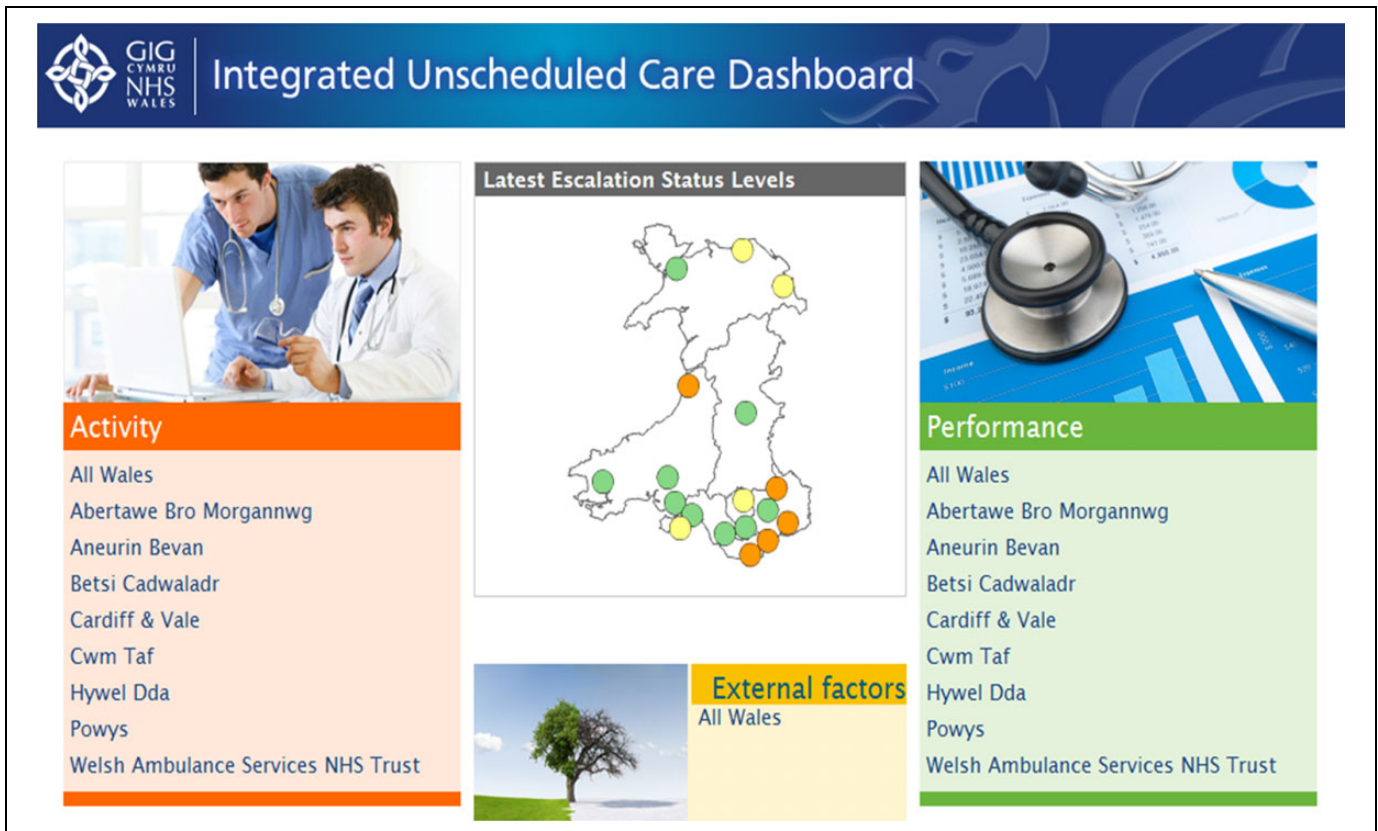 GIG
CYMRU
NHS
WALES
Integrated Unscheduled Care Dashboard
Latest Escalation Status Levels
Activity
All Wales
Abertawe Bro Morgannwg
Aneurin Bevan
Betsi Cadwaladr
Cardiff & Vale
Cwm Taf
Hywel Dda
Powys
Welsh Ambulance Services NHS Trust
External factors
All Wales
Performance
All Wales
Abertawe Bro Morgannwg
Aneurin Bevan
Betsi Cadwaladr
Cardiff & Vale
Cwm Taf
Hywel Dda
Powys
Welsh Ambulance Services NHS Trust